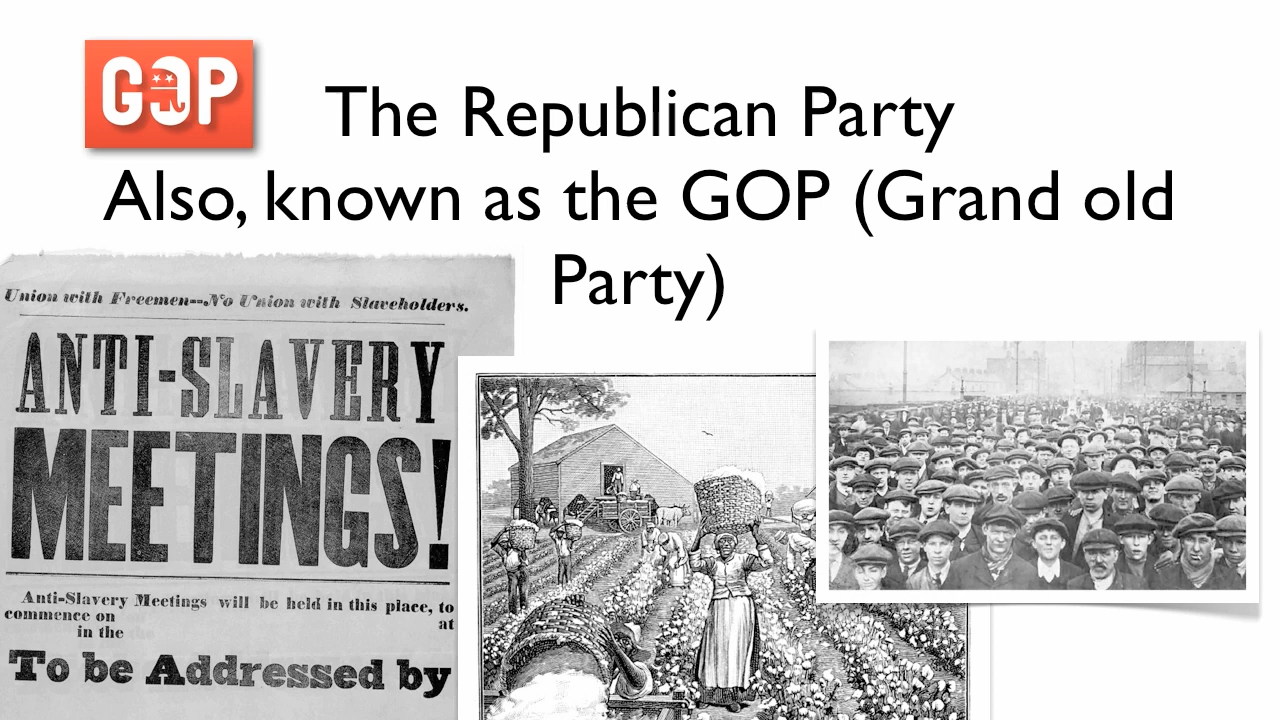 GOP
The Republican Party
Also, known as the GOP (Grand old
Party)
Union with Freemen--No Union with Slaveholders.
ANTI-SLAVERY
MEETINGS!
Anti-Slavery Meetings will be held in this place, to
commence on
in the at
To be Addressed by